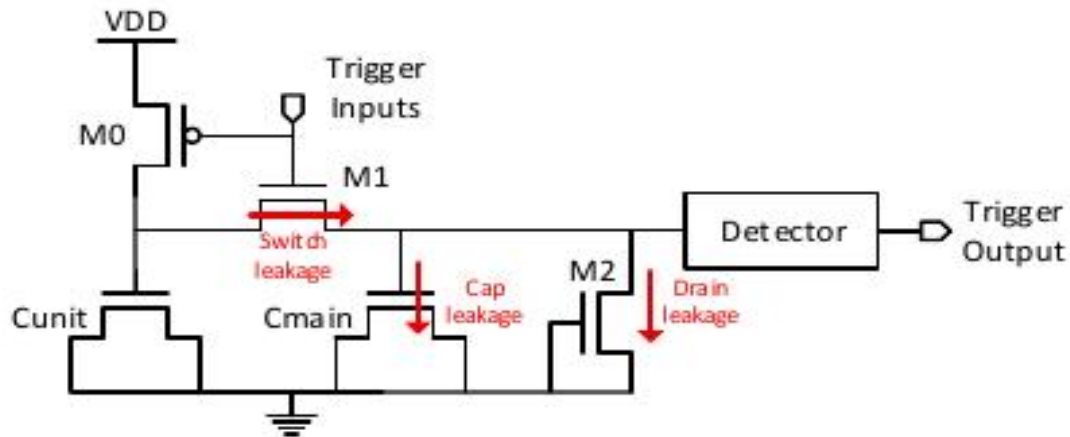 VDD
Trigger
Inputs
M0
M1
Switch
leakage
Cunit
Cmain
Cap
leakage
M2
Drain
leakage
Detector
Trigger
Output